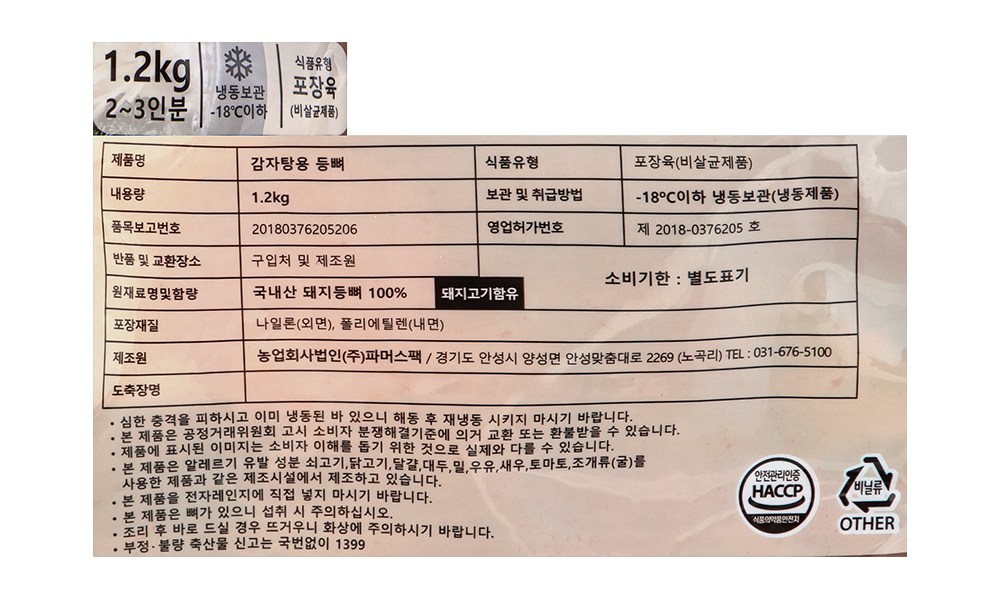 1.2kg
2~3인분
냉동보관
-18℃이하
식품유형
포장육
(비살균제품)
제품명 감자탕용 등뼈 식품유형 포장육(비살균제품)
내용량 1.2kg 보관 및 취급방법 -18℃이하 냉동보관(냉동제품)
품목보고번호 20180376205206 영업허가번호 제 2018-0376205 호
반품 및 교환장소 구입처 및 제조원
소비기한 : 별도표기
원재료명및함량 국내산 돼지등뼈 100% 돼지고기함유
포장재질 나일론(외면), 폴리에틸렌(내면)
제조원 농업회사법인(주)파머스팩 / 경기도 안성시 양성면 안성맞춤대로 2269 (노곡리) TEL : 031-676-5100
도축장명
• 심한 충격을 피하시고 이미 냉동된 바 있으니 해동 후 재냉동 시키지 마시기 바랍니다.
• 본 제품은 공정거래위원회 고시 소비자 분쟁해결기준에 의거 교환 또는 환불받을 수 있습니다.
• 제품에 표시된 이미지는 소비자 이해를 돕기 위한 것으로 실제와 다를 수 있습니다.
• 본 제품은 알레르기 유발 성분 쇠고기,닭고기,달걀,대두,밀,우유,새우,토마토,조개류(굴)를
사용한 제품과 같은 제조시설에서 제조하고 있습니다.
• 본 제품을 전자레인지에 직접 넣지 마시기 바랍니다.
• 본 제품은 뼈가 있으니 섭취 시 주의하십시오.
• 조리 후 바로 드실 경우 뜨거우니 화상에 주의하시기 바랍니다.
• 부정·불량 축산물 신고는 국번없이 1399
안전관리인증
HACCP
식품의약품안전처
비닐류
OTHER